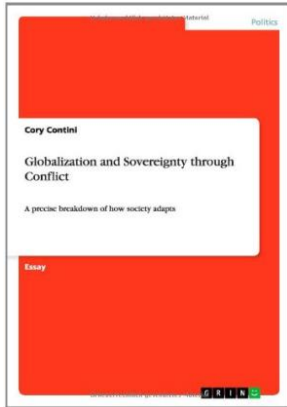 Politics
Cory Contini
Globalization and Sovereignty through
Conflict
A precise breakdown of how society adapts
Essay
GRIN